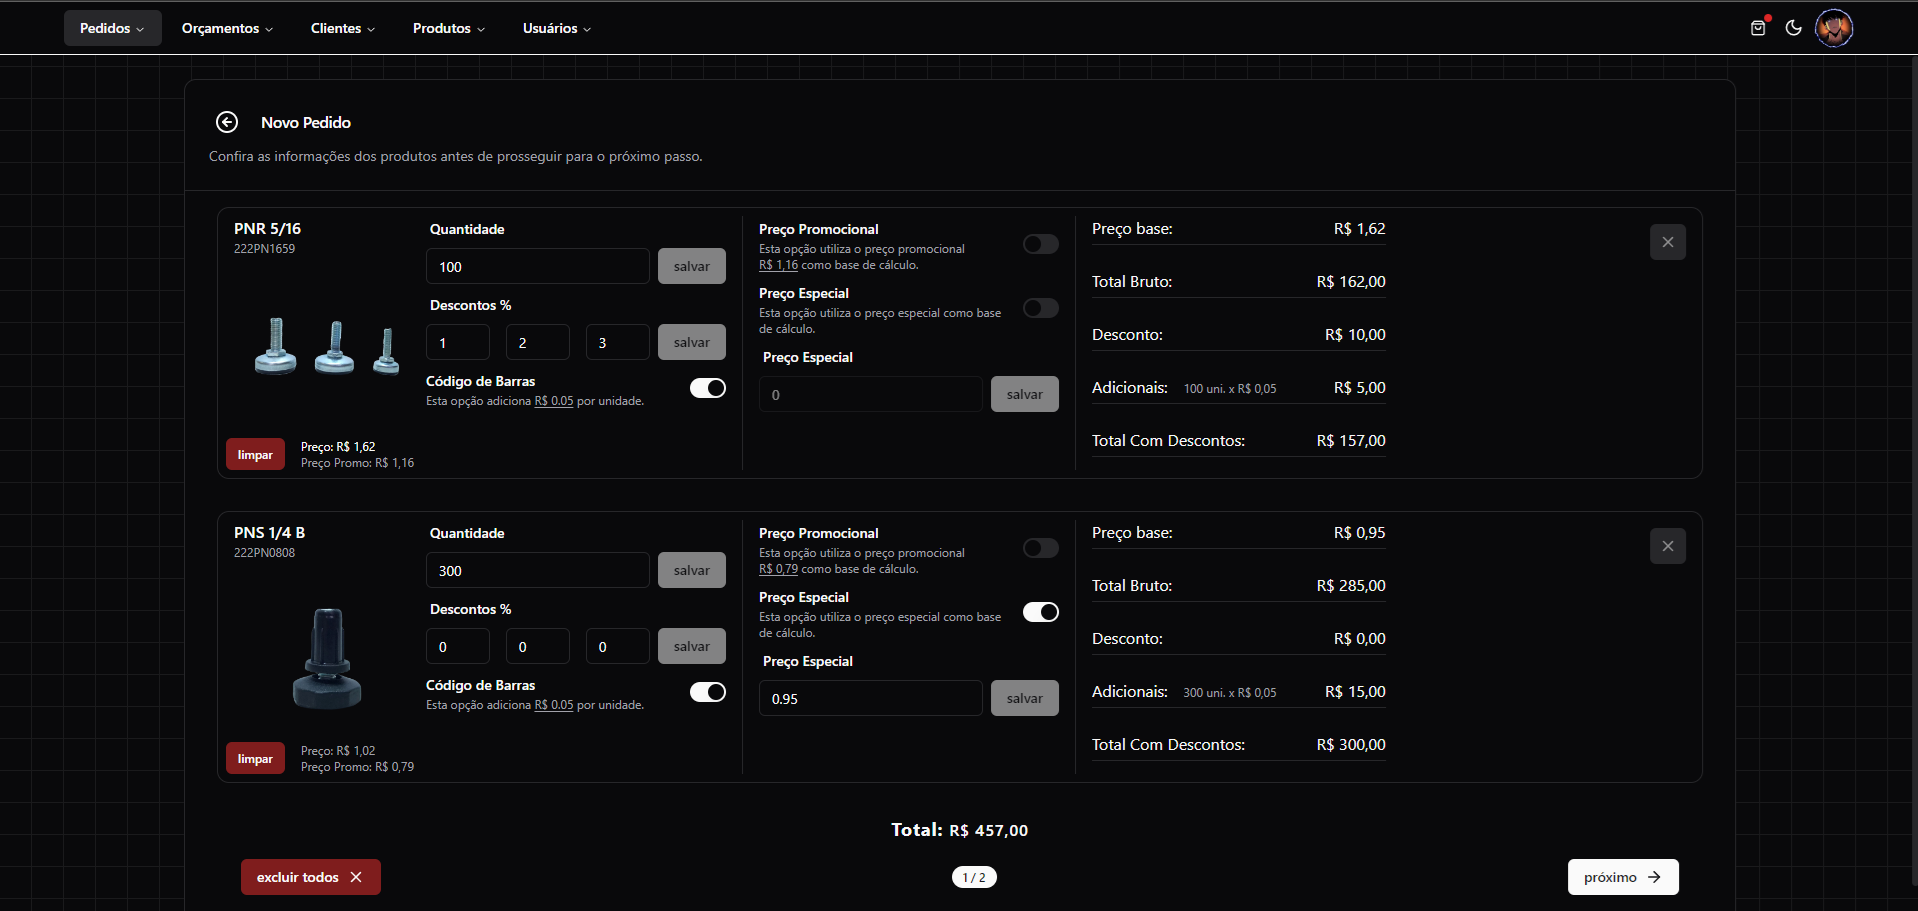 Pedidos
Orçamentos
Clientes
Produtos
Usuários
Novo Pedido
Confira as informações dos produtos antes de prosseguir para o próximo passo.
PNR 5/16
222PN1659
limpar
Preço: R$ 1,62
Preço Promo: R$ 1,16
Quantidade
100
salvar
Descontos %
1
2
3
salvar
Código de Barras
Esta opção adiciona R$ 0.05 por unidade.
Preço Promocional
Esta opção utiliza o preço promocional
R$ 1,16 como base de cálculo.
Preço Especial
Esta opção utiliza o preço especial como base
de cálculo.
Preço Especial
0
salvar
Preço base: R$ 1,62
Total Bruto: R$ 162,00
Desconto: R$ 10,00
Adicionais: 100 uni. x R$ 0,05 R$ 5,00
Total Com Descontos: R$ 157,00
PNS 1/4 B
222PN0808
limpar
Preço: R$ 1,02
Preço Promo: R$ 0,79
Quantidade
300
salvar
Descontos %
0
0
0
salvar
Código de Barras
Esta opção adiciona R$ 0.05 por unidade.
Preço Promocional
Esta opção utiliza o preço promocional
R$ 0,79 como base de cálculo.
Preço Especial
Esta opção utiliza o preço especial como base
de cálculo.
Preço Especial
0.95
salvar
Preço base: R$ 0,95
Total Bruto: R$ 285,00
Desconto: R$ 0,00
Adicionais: 300 uni. x R$ 0,05 R$ 15,00
Total Com Descontos: R$ 300,00
Total: R$ 457,00
excluir todos
1 / 2
próximo